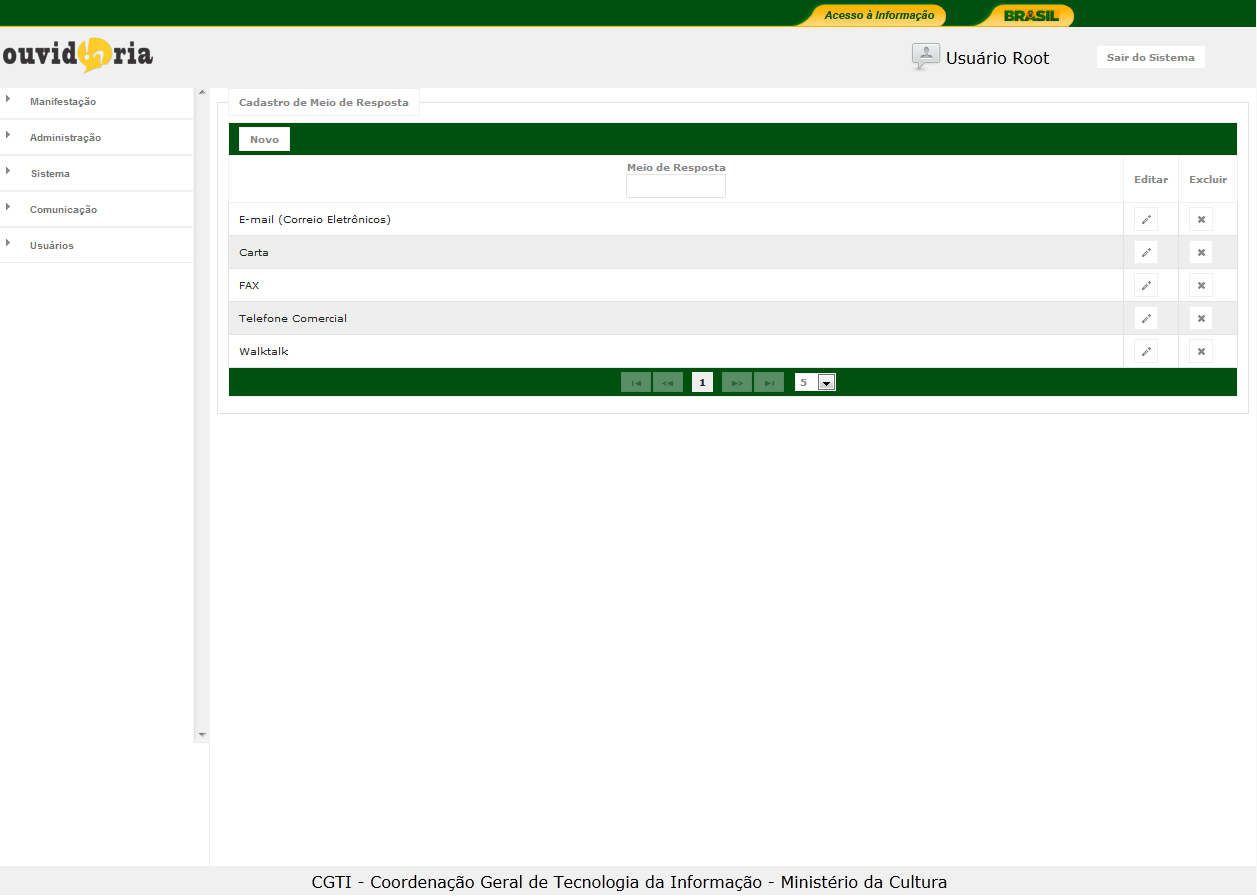 Acesso à Informação
BRASIL
ouvidoria
Usuário Root
Sair do Sistema
Manifestação
Administração
Sistema
Comunicação
Usuários
Cadastro de Meio de Resposta
Novo
Meio de Resposta
Editar
Excluir
E-mail (Correio Eletrônicos)
Carta
FAX
Telefone Comercial
Walktalk
1
5
CGTI - Coordenação Geral de Tecnologia da Informação - Ministério da Cultura